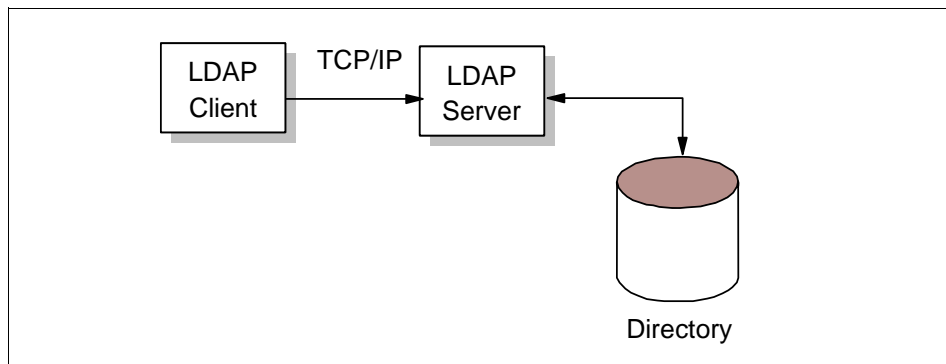 LDAP
Client
TCP/IP
LDAP
Server
Directory